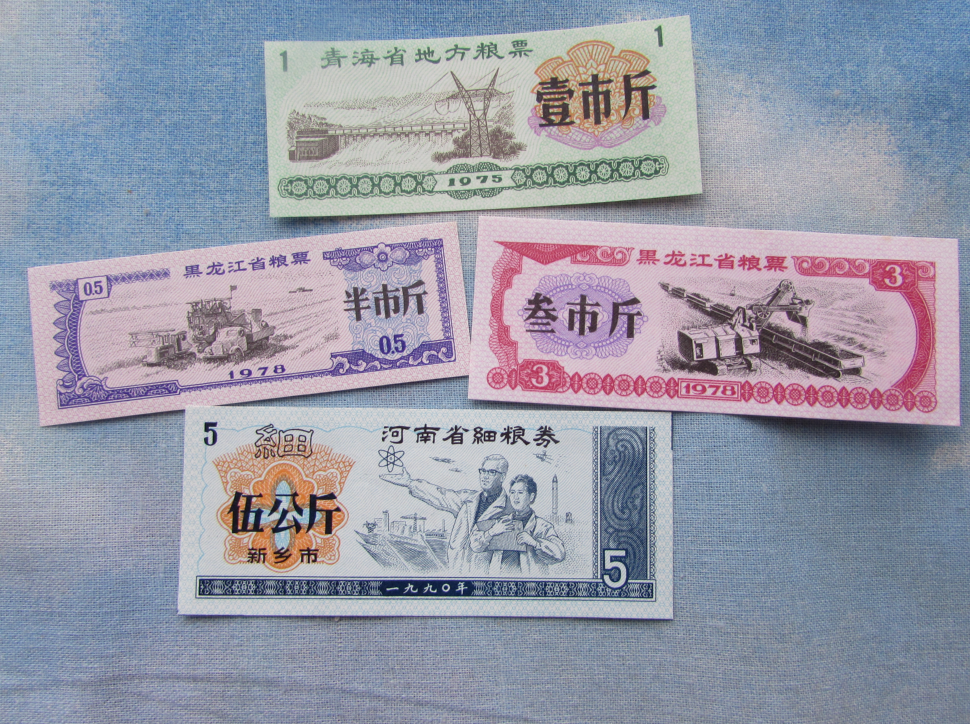 1 青海省地方粮票 1
壹市斤
1975
0.5 黑龙江省粮票
半市斤
0.5
1978
黑龙江省粮票 3
叁市斤
3 1978
5 细 河南省细粮券
伍公斤
新乡市
5
一九九〇年